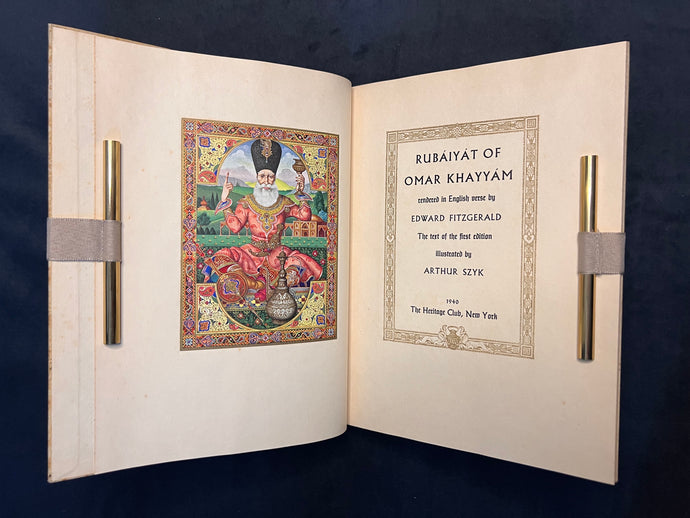 RUBÁIYÁT OF
OMAR KHAYYÁM
rendered in English verse by
EDWARD FITZGERALD
The text of the first edition
illustrated by
ARTHUR SZYK
1940
The Heritage Club, New York